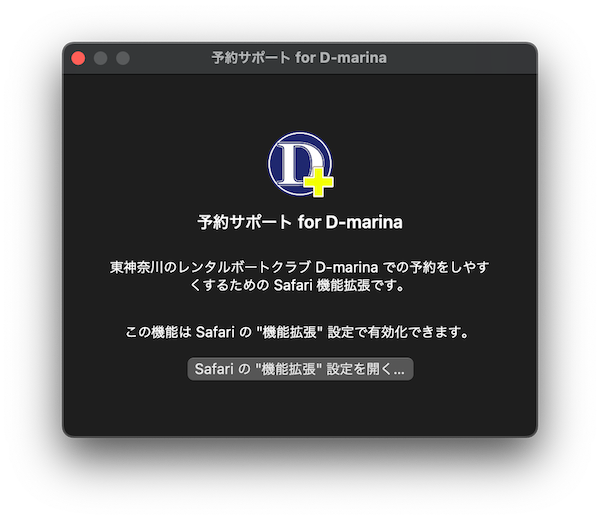 予約サポート for D-marina
D
予約サポート for D-marina
東神奈川のレンタルボートクラブ D-marina での予約をしやす
くするための Safari 機能拡張です。
この機能は Safari の "機能拡張" 設定で有効化できます。
Safari の "機能拡張" 設定を開く...